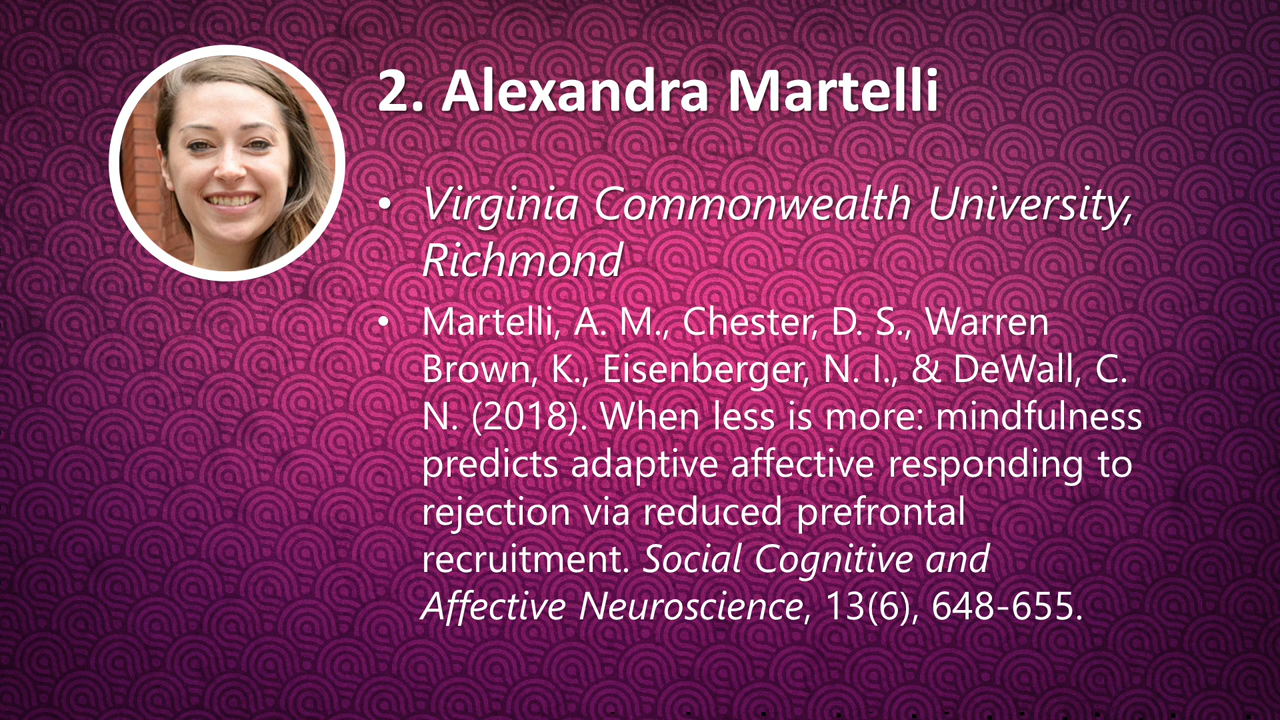 2. Alexandra Martelli
• Virginia Commonwealth University,
Richmond
• Martelli, A. M., Chester, D. S., Warren
Brown, K., Eisenberger, N. I., & DeWall, C.
N. (2018). When less is more: mindfulness
predicts adaptive affective responding to
rejection via reduced prefrontal
recruitment. Social Cognitive and
Affective Neuroscience, 13(6), 648-655.